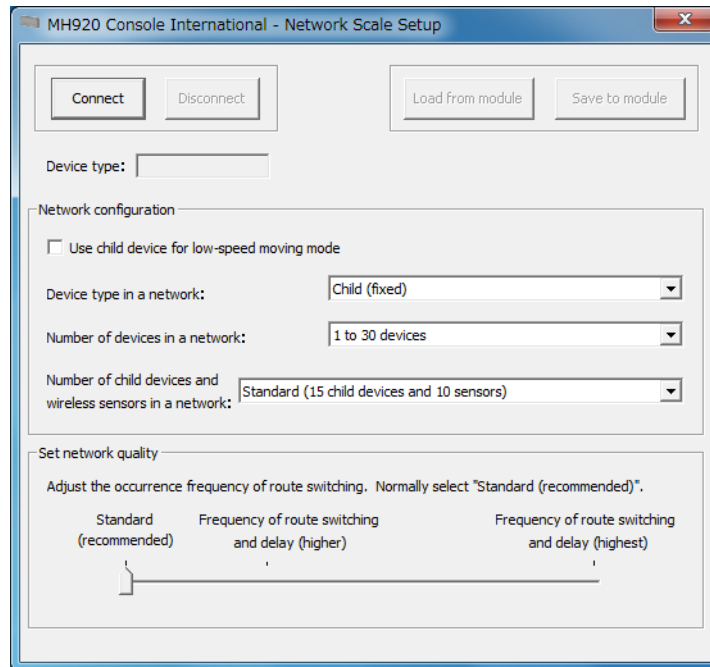 MH920 Console International - Network Scale Setup
Connect
Disconnect
Load from module
Save to module
Device type:
Network configuration
Use child device for low-speed moving mode
Device type in a network:
Child (fixed)
Number of devices in a network:
1 to 30 devices
Number of child devices and
wireless sensors in a network:
Standard (15 child devices and 10 sensors)
Set network quality
Adjust the occurrence frequency of route switching. Normally select "Standard (recommended)".
Standard
(recommended)
Frequency of route switching
and delay (higher)
Frequency of route switching
and delay (highest)